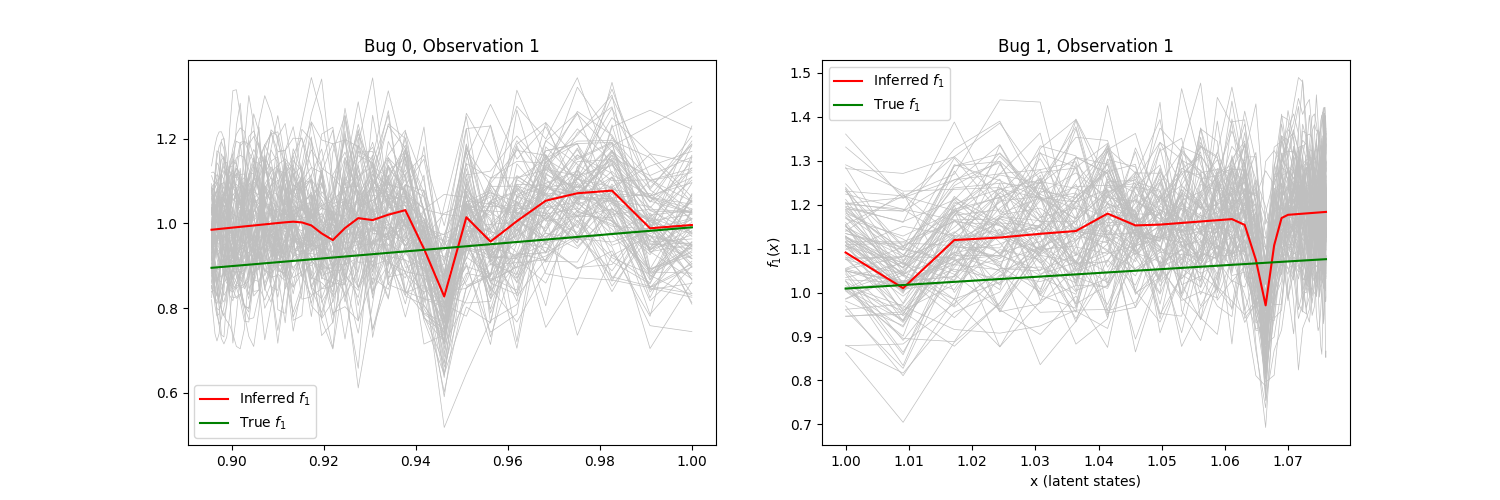 Bug 0, Observation 1
1.2
1.0
0.8
0.6
Inferred f₁
True f₁
0.90 0.92 0.94 0.96 0.98 1.00
Bug 1, Observation 1
Inferred f₁
True f₁
1.5
1.4
1.3
1.2
1.1
1.0
0.9
0.8
0.7
f₁(x)
1.00 1.01 1.02 1.03 1.04 1.05 1.06 1.07
x (latent states)